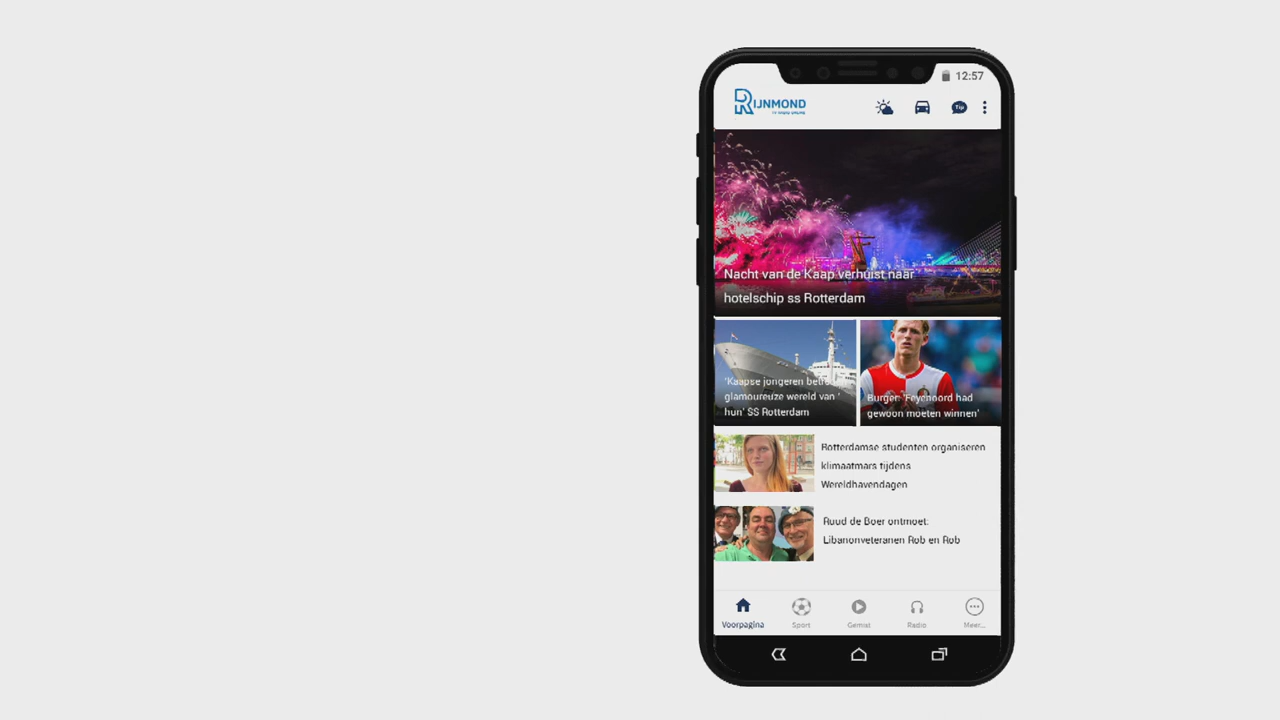 12:57
RIJNMOND
Tip
Nacht van de Kaap verhuist naar
hotelschip ss Rotterdam
'Kaapse jongeren betreden
glamoureuze wereld van '
hun' SS Rotterdam
Burger: 'Feyenoord had
gewoon moeten winnen'
Rotterdamse studenten organiseren
klimaatmars tijdens
Wereldhavendagen
Ruud de Boer ontmoet:
Libanonveteranen Rob en Rob
Voorpagina
Sport
Gemist
Radio
Meer...